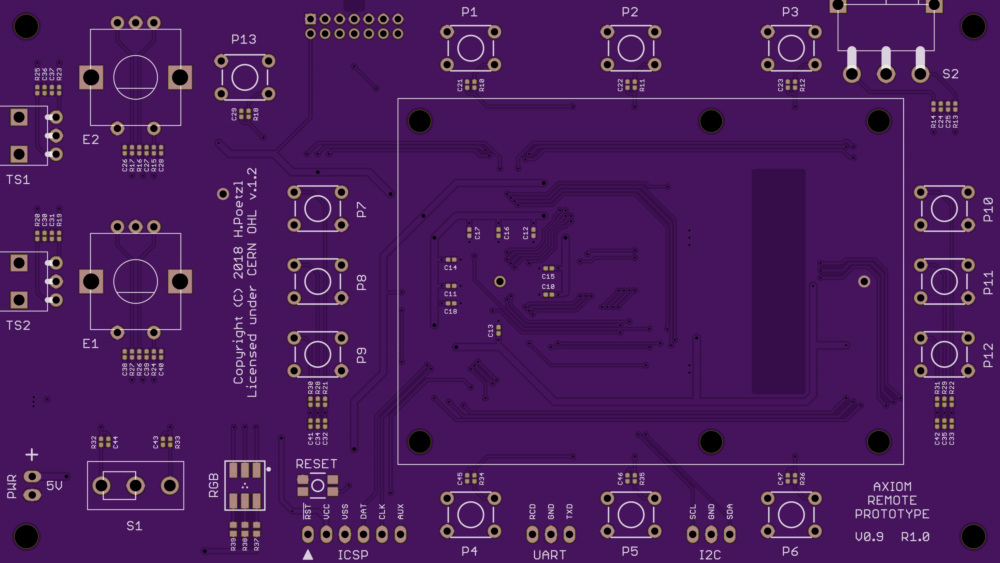 P1
P2
P3
P13
S2
R25
C36
C37
R23
C21
R10
C22
R11
C23
R12
C29
R18
R14
C24
C25
R13
E2
TS1
C26
R17
R16
C27
R15
C28
Copyright (C) 2018 H.Poetzl
Licensed under CERN OHL v.1.2
P7
P10
R20
C30
C31
R19
C17
C16
C12
C14
C15
C11
C10
C18
C13
P8
P11
TS2
E1
P9
P12
C38
R27
R26
C39
R24
C40
R30
R28
R21
C41
C34
C32
R31
R29
R22
C42
C35
C33
R32
C44
C43
R33
+
PWR
5V
S1
RGB
R39
R38
R37
RESET
RST
VCC
VSS
DAT
CLK
AUX
ICSP
C45
R34
P4
RCD
GND
TXO
UART
C46
R35
P5
SCL
GND
SDA
I2C
C47
R36
P6
AXIOM
REMOTE
PROTOTYPE
V0.9 R1.0